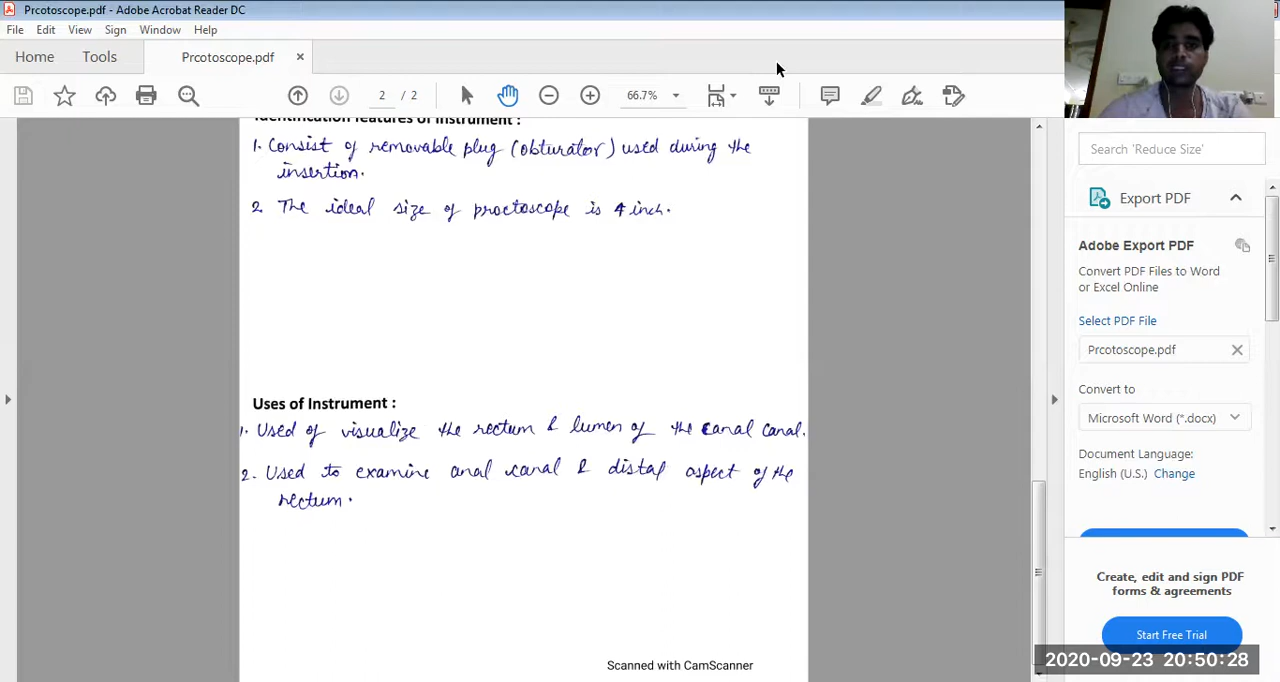 Prcotoscope.pdf - Adobe Acrobat Reader DC
File Edit View Sign Window Help
Home Tools Prcotoscope.pdf ×
2 / 2 66.7%
Identification features of Instrument :
1. Consist of removable plug (obturator) used during the
insertion.
2. The ideal size of proctoscope is 4 inch.
Uses of Instrument :
1. Used of visualize the rectum & lumen of the canal canal.
2. Used to examine anal canal & distal aspect of the
rectum.
Scanned with CamScanner
Search 'Reduce Size'
Export PDF
Adobe Export PDF
Convert PDF Files to Word
or Excel Online
Select PDF File
Prcotoscope.pdf
Convert to
Microsoft Word (*.docx)
Document Language:
English (U.S.) Change
Create, edit and sign PDF
forms & agreements
Start Free Trial
2020-09-23 20:50:28